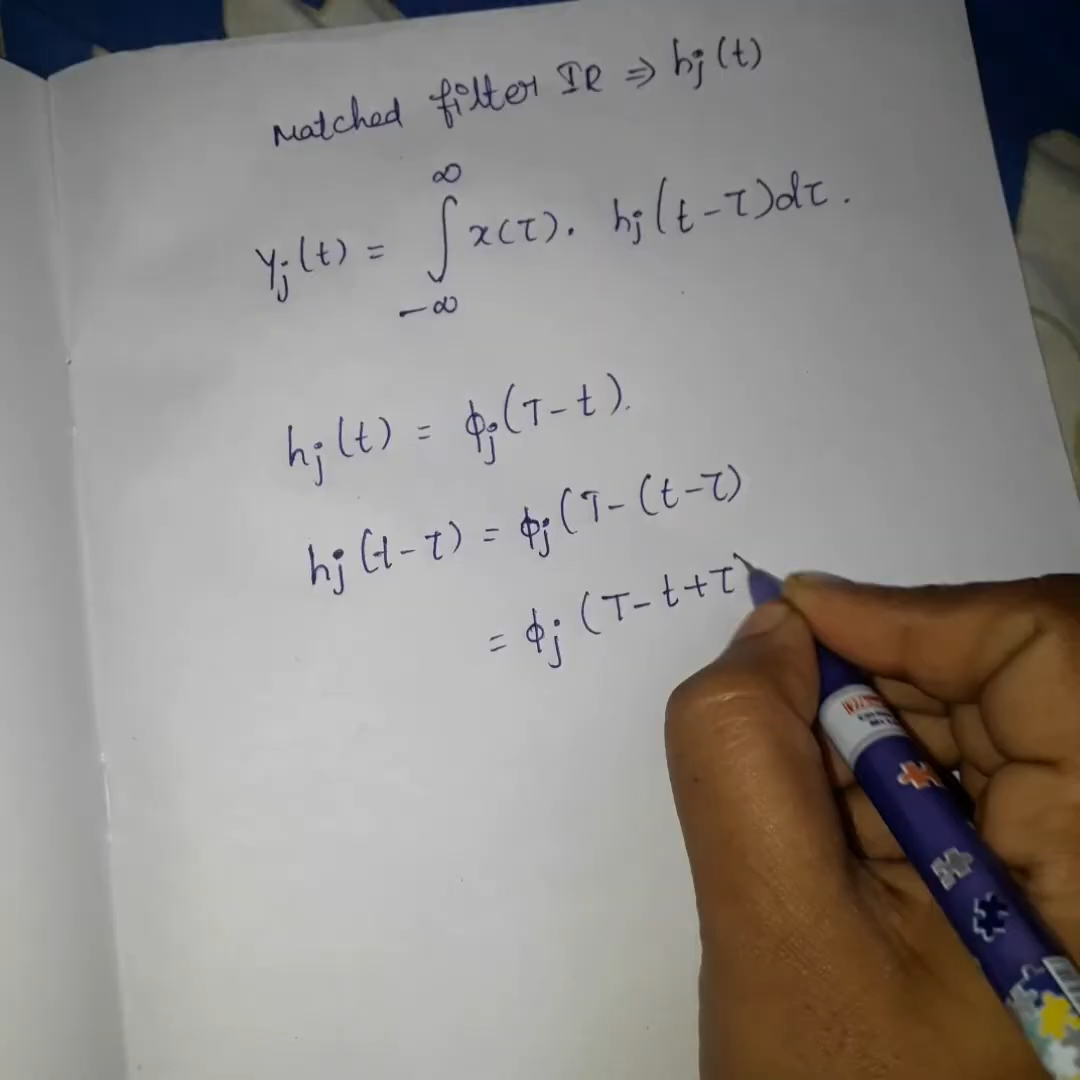 Matched filter IR ⇒ hj(t)
∞
yj(t) = ∫ x(τ). hj(t-τ)dτ.
-∞
hj(t) = ϕj(T-t).
hj(t-τ) = ϕj(T-(t-τ)
= ϕj(T-t+τ)